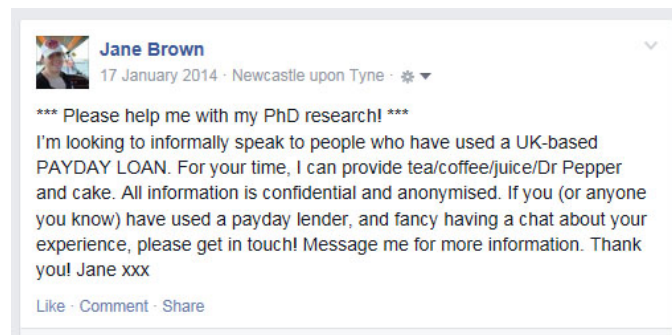 Jane Brown
17 January 2014 · Newcastle upon Tyne ·
*** Please help me with my PhD research! ***
I'm looking to informally speak to people who have used a UK-based
PAYDAY LOAN. For your time, I can provide tea/coffee/juice/Dr Pepper
and cake. All information is confidential and anonymised. If you (or anyone
you know) have used a payday lender, and fancy having a chat about your
experience, please get in touch! Message me for more information. Thank
you! Jane xxx
Like · Comment · Share